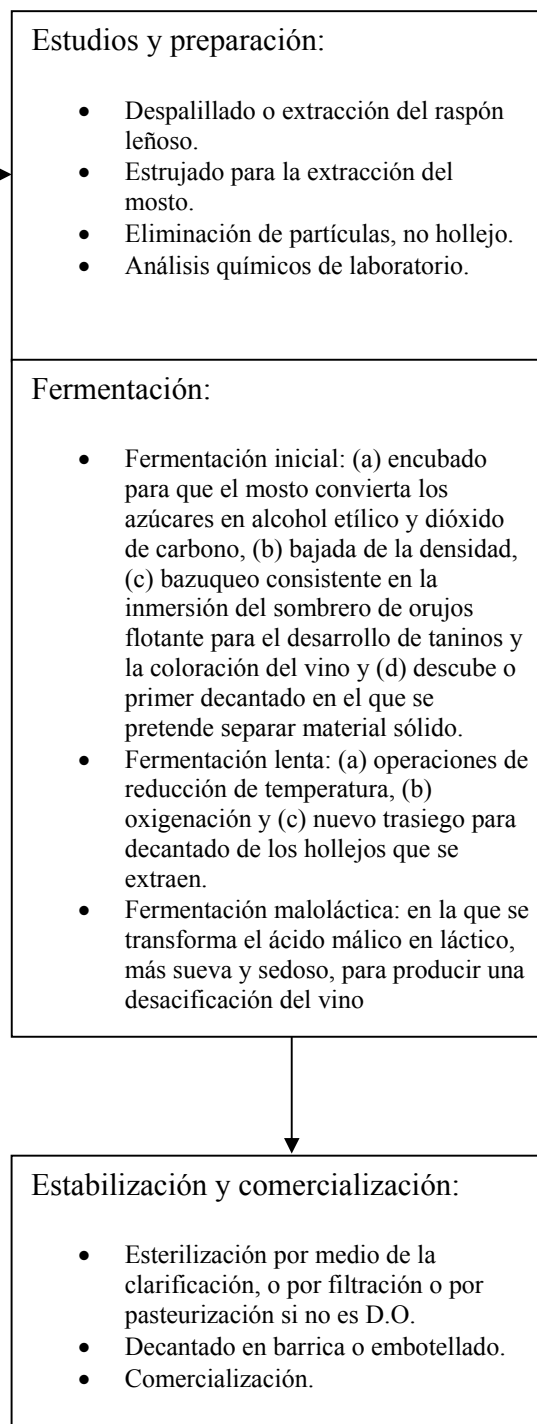 Estudios y preparación:
• Despalillado o extracción del raspón
leñoso.
• Estrujado para la extracción del
mosto.
• Eliminación de partículas, no hollejo.
• Análisis químicos de laboratorio.
Fermentación:
• Fermentación inicial: (a) encubado
para que el mosto convierta los
azúcares en alcohol etílico y dióxido
de carbono, (b) bajada de la densidad,
(c) bazuqueo consistente en la
inmersión del sombrero de orujos
flotante para el desarrollo de taninos y
la coloración del vino y (d) descube o
primer decantado en el que se
pretende separar material sólido.
• Fermentación lenta: (a) operaciones de
reducción de temperatura, (b)
oxigenación y (c) nuevo trasiego para
decantado de los hollejos que se
extraen.
• Fermentación maloláctica: en la que se
transforma el ácido málico en láctico,
más sueva y sedoso, para producir una
desacificación del vino
Estabilización y comercialización:
• Esterilización por medio de la
clarificación, o por filtración o por
pasteurización si no es D.O.
• Decantado en barrica o embotellado.
• Comercialización.